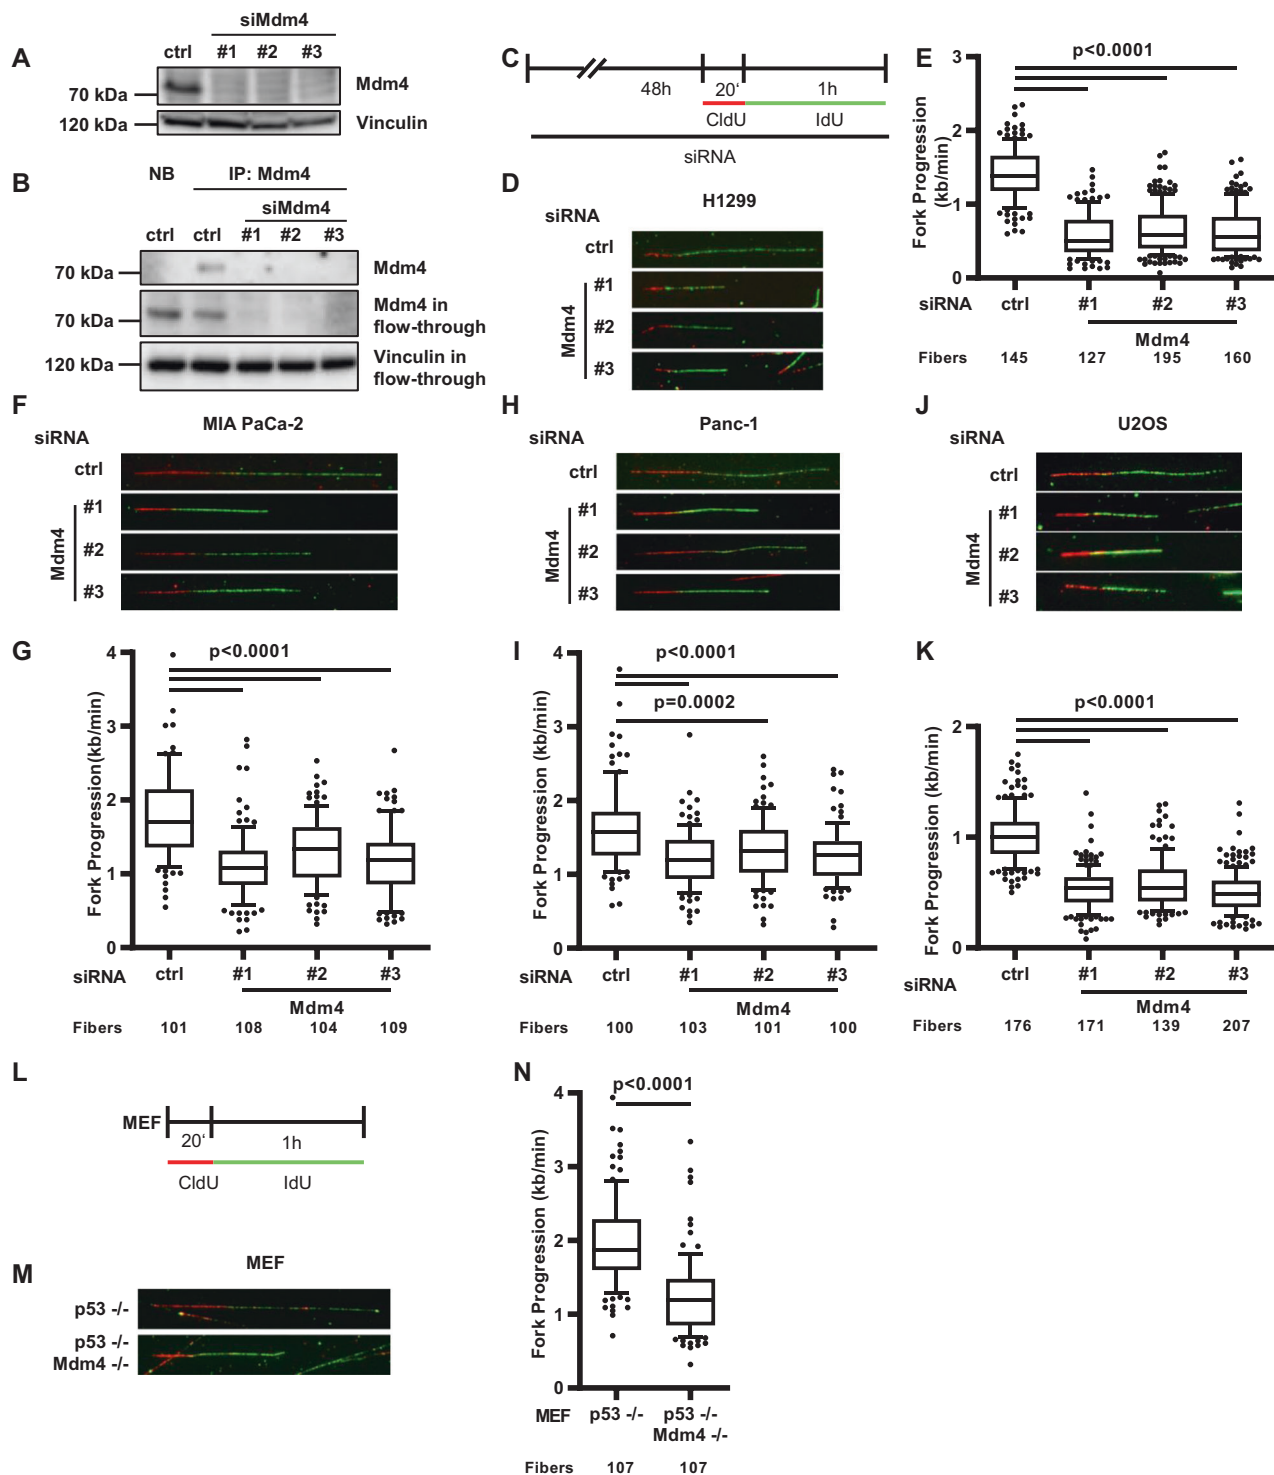 A
siMdm4
ctrl #1 #2 #3
70 kDa
Mdm4
120 kDa
Vinculin
B
NB IP: Mdm4
siMdm4
ctrl ctrl #1 #2 #3
70 kDa
Mdm4
70 kDa
Mdm4 in
flow-through
120 kDa
Vinculin in
flow-through
C
48h 20‘ 1h
CldU IdU
siRNA
D
H1299
siRNA
ctrl
#1
#2
#3
Mdm4
E
p<0.0001
Fork Progression
(kb/min)
3
2
1
0
siRNA ctrl #1 #2 #3
Mdm4
Fibers 145 127 195 160
F
MIA PaCa-2
siRNA
ctrl
#1
#2
#3
Mdm4
H
Panc-1
siRNA
ctrl
#1
#2
#3
Mdm4
J
U2OS
siRNA
ctrl
#1
#2
#3
Mdm4
G
p<0.0001
Fork Progression(kb/min)
4
3
2
1
0
siRNA ctrl #1 #2 #3
Mdm4
Fibers 101 108 104 109
I
p<0.0001
p=0.0002
Fork Progression (kb/min)
4
3
2
1
0
siRNA ctrl #1 #2 #3
Mdm4
Fibers 100 103 101 100
K
p<0.0001
Fork Progression (kb/min)
2
1
0
siRNA ctrl #1 #2 #3
Mdm4
Fibers 176 171 139 207
L
MEF
20‘ 1h
CldU IdU
M
MEF
p53 -/-
p53 -/-
Mdm4 -/-
N
p<0.0001
Fork Progression (kb/min)
4
3
2
1
0
MEF p53 -/- p53 -/-
Mdm4 -/-
Fibers 107 107